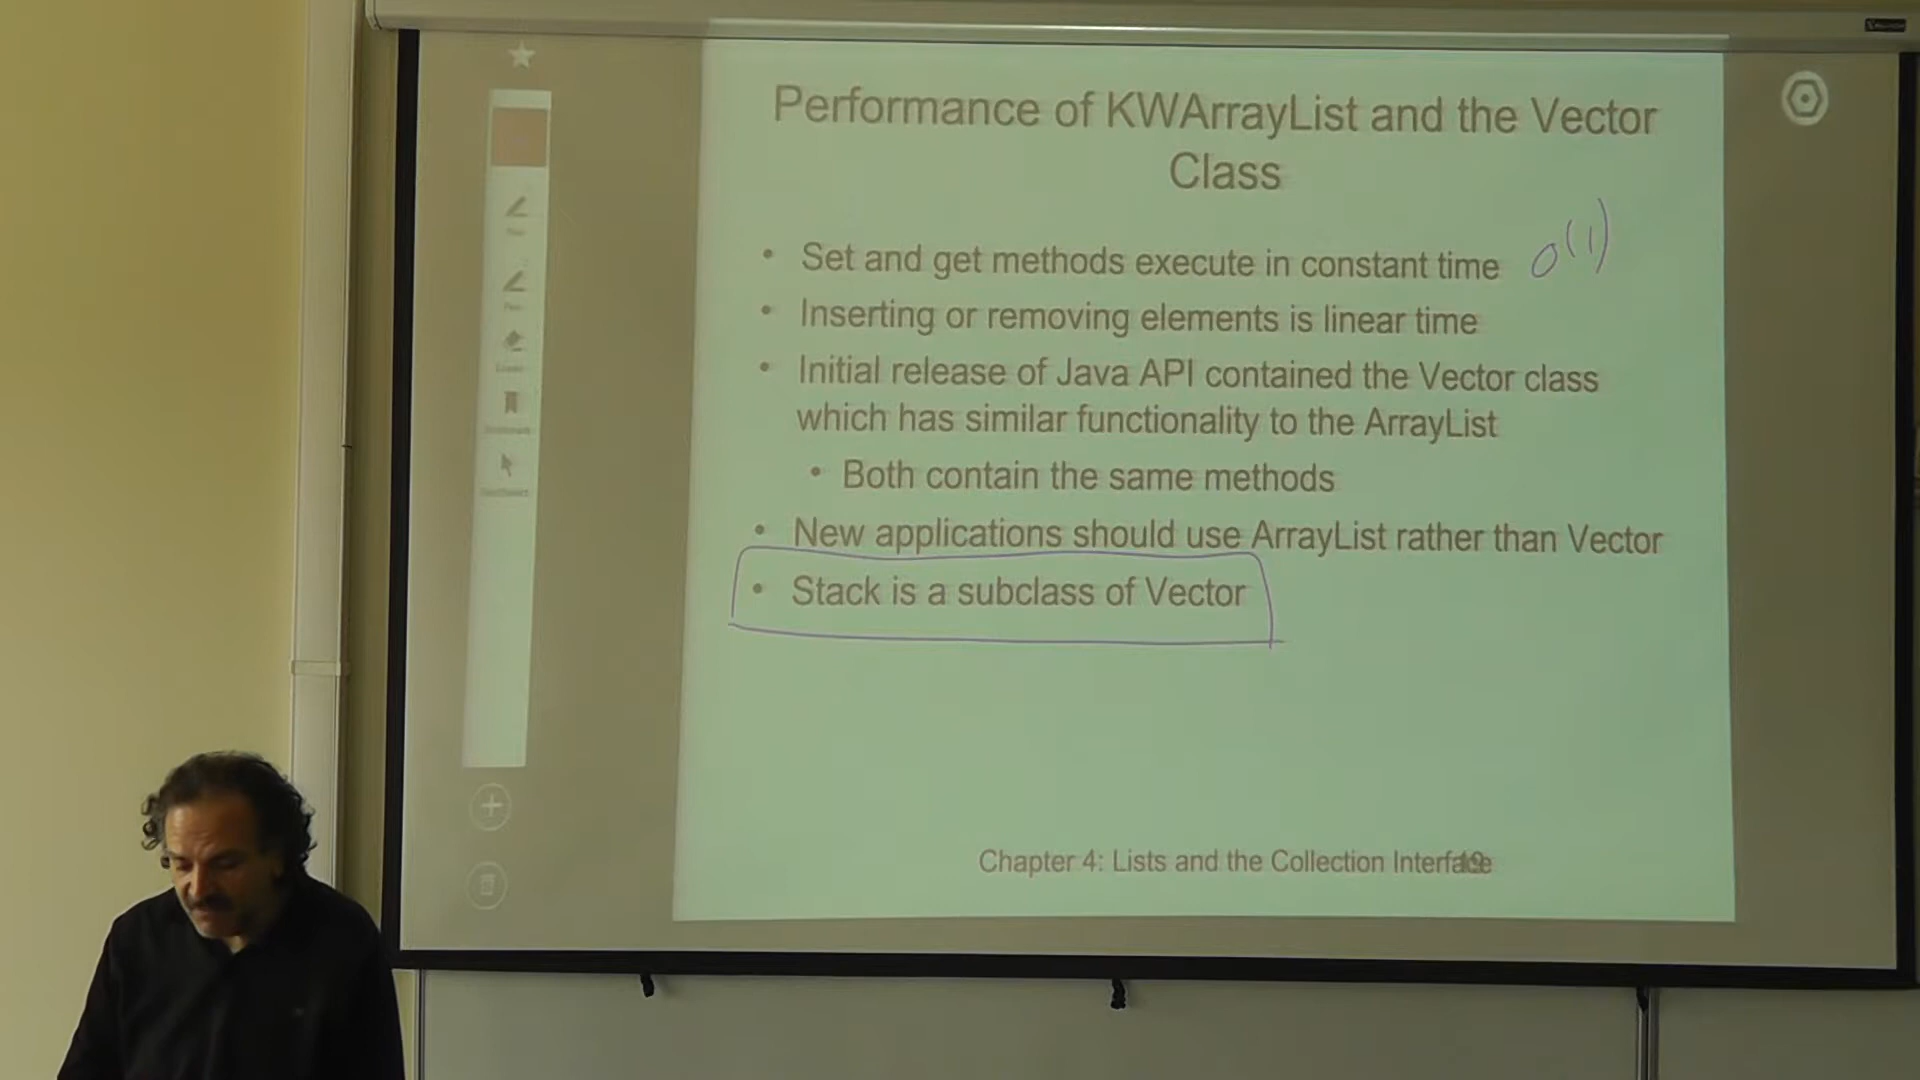 Performance of KWArrayList and the Vector
Class
• Set and get methods execute in constant time O(1)
• Inserting or removing elements is linear time
• Initial release of Java API contained the Vector class
which has similar functionality to the ArrayList
• Both contain the same methods
• New applications should use ArrayList rather than Vector
• Stack is a subclass of Vector
Chapter 4: Lists and the Collection Interface